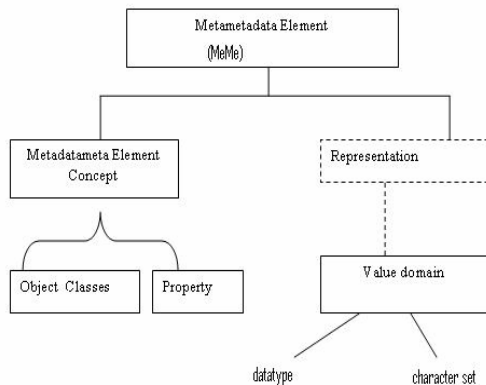 Metametadata Element
(MeMe)
Metadatameta Element
Concept
Representation
Object Classes
Property
Value domain
datatype
character set